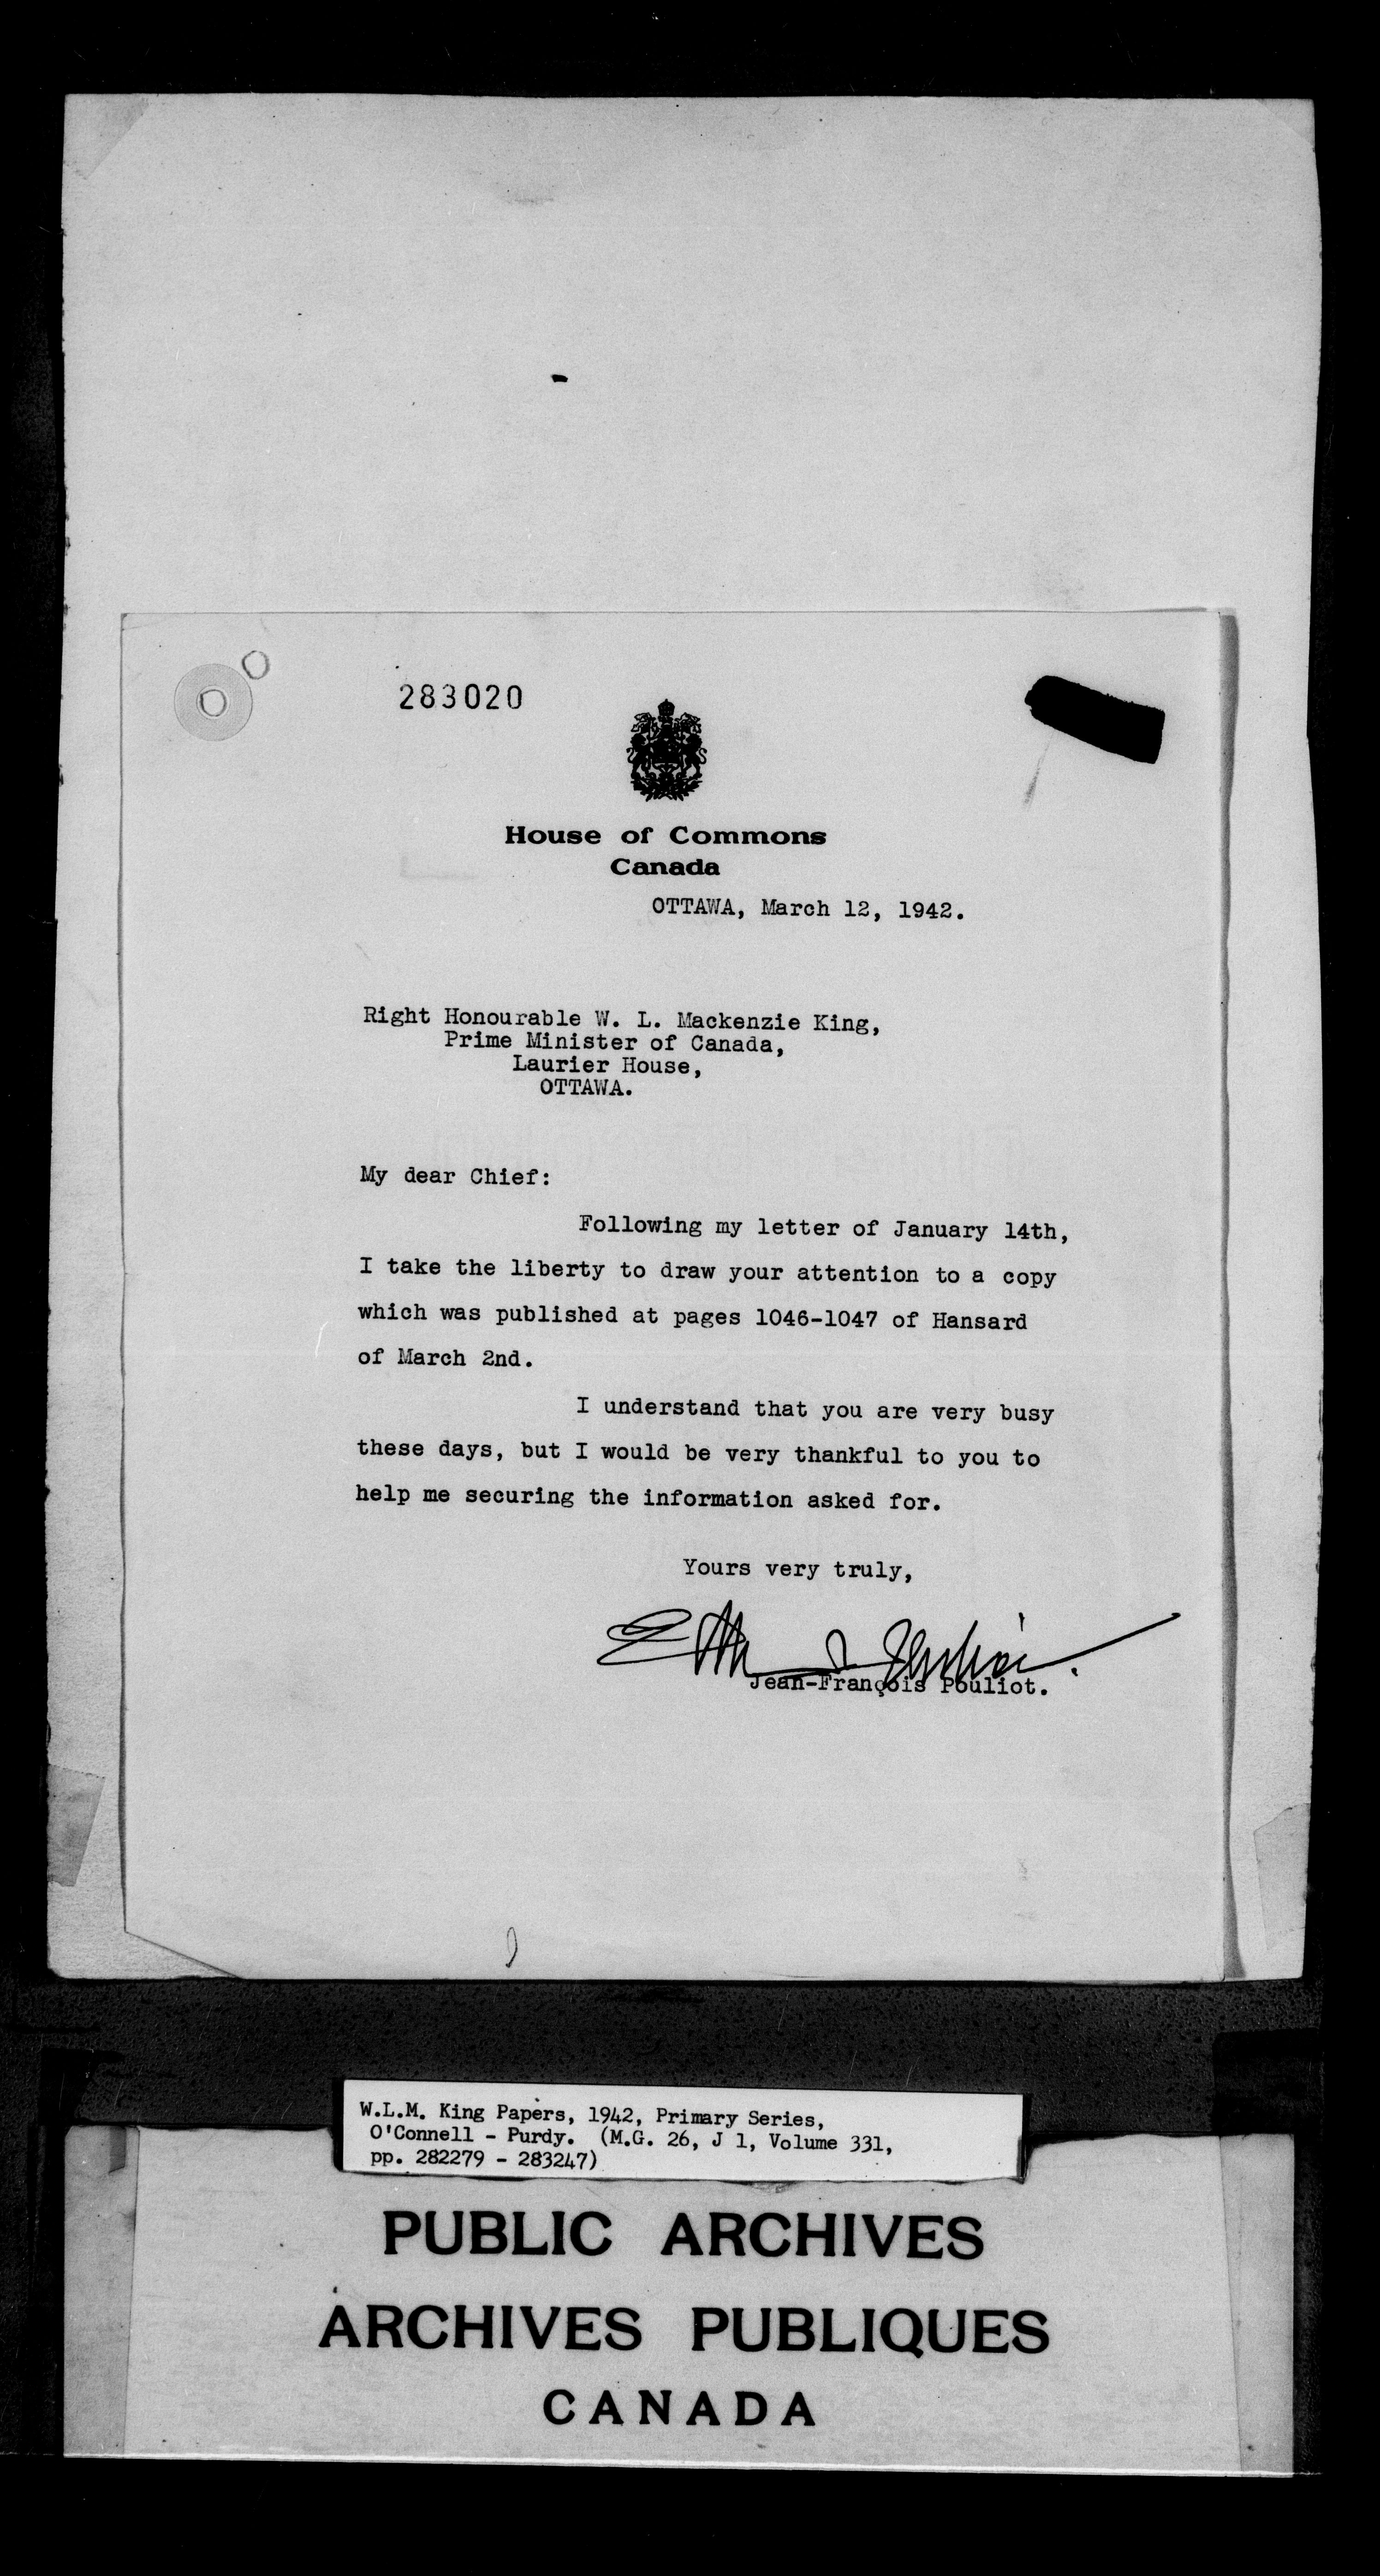 283020
House of Commons
Canada
OTTAWA, March 12, 1942.
Right Honourable W. L. Mackenzie King,
Prime Minister of Canada,
Laurier House,
OTTAWA.
My dear Chief:
Following my letter of January 14th,
I take the liberty to draw your attention to a copy
which was published at pages 1046-1047 of Hansard
of March 2nd.
I understand that you are very busy
these days, but I would be very thankful to you to
help me securing the information asked for.
Yours very truly,
Jean-François Pouliot.
W.L.M. King Papers, 1942, Primary Series,
O'Connell - Purdy. (M.G. 26, J 1, Volume 331,
pp. 282279 - 283247)
PUBLIC ARCHIVES
ARCHIVES PUBLIQUES
CANADA